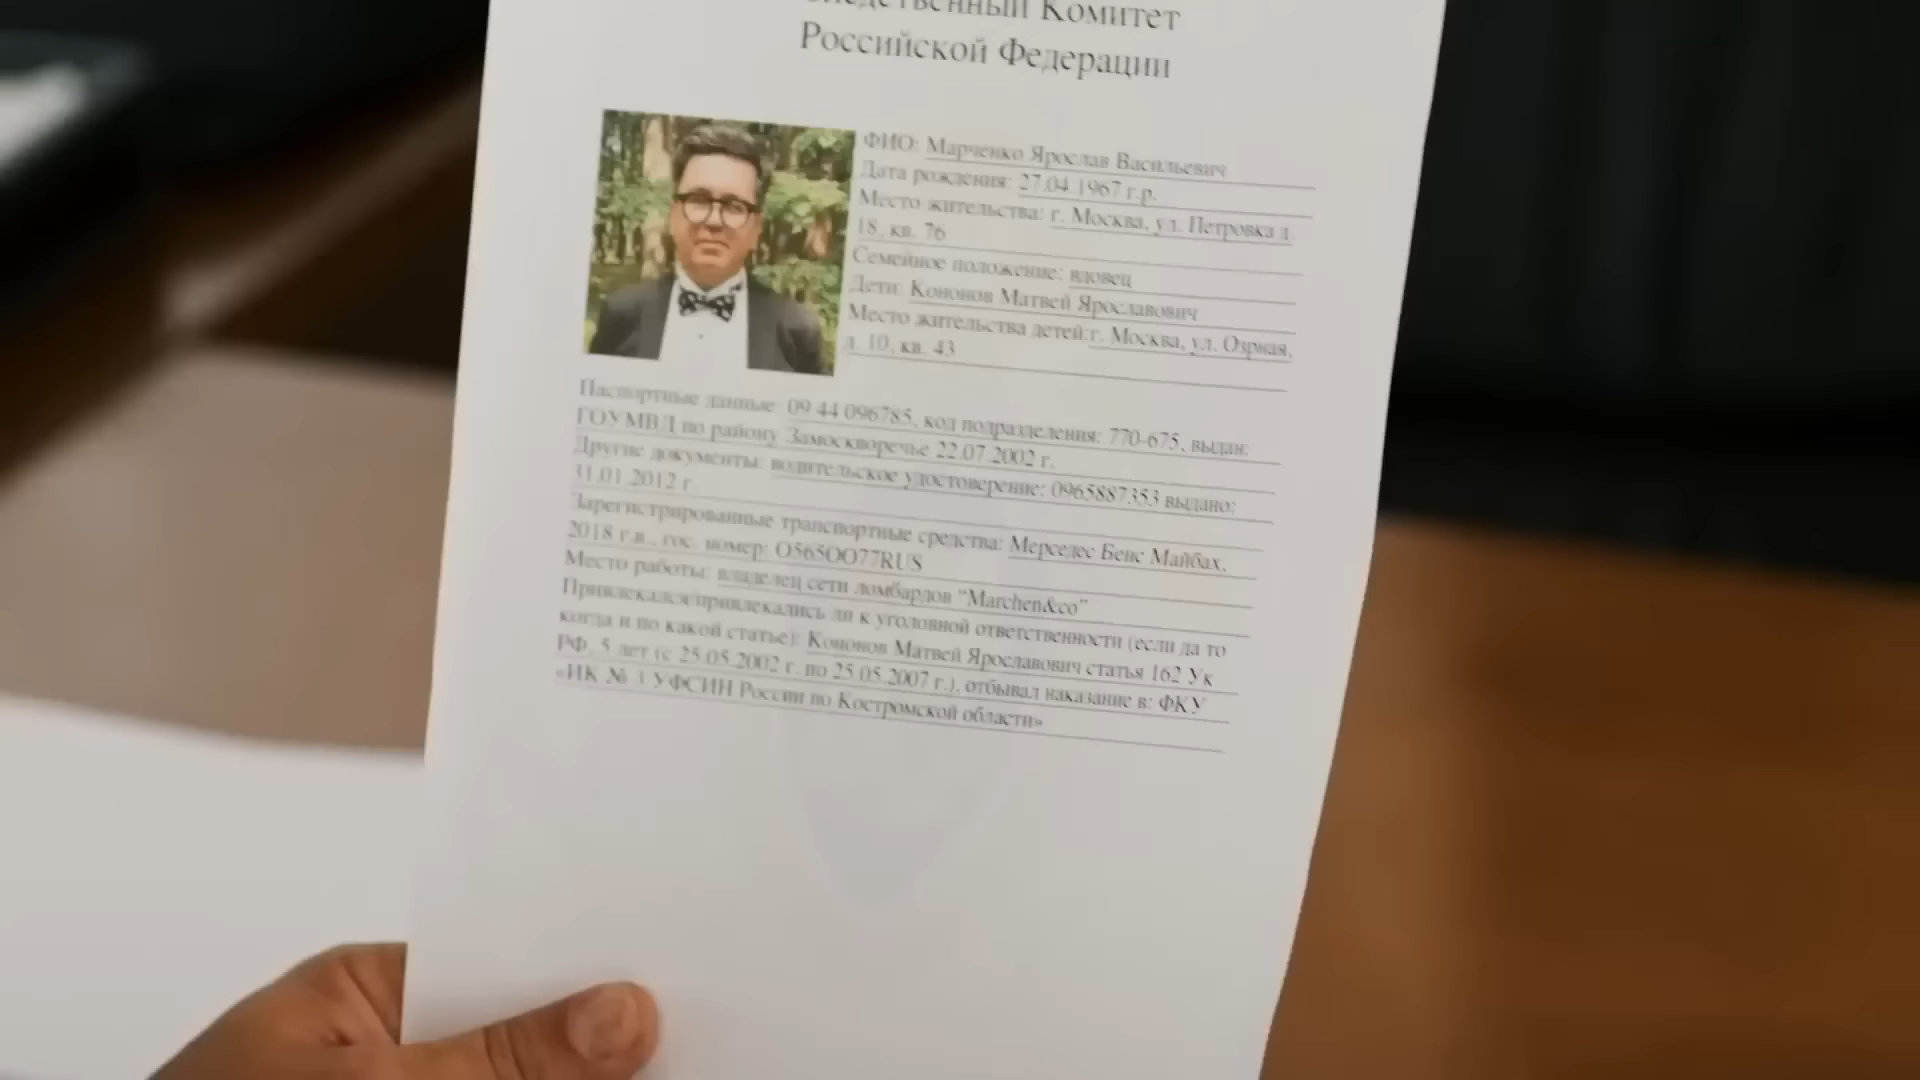 Следственный Комитет
Российской Федерации
ФИО: Марченко Ярослав Васильевич
Дата рождения: 27.04.1967 г.р.
Место жительства: г. Москва, ул. Петровка д.
18, кв. 76
Семейное положение: вдовец
Дети: Кононов Матвей Ярославович
Место жительства детей:г. Москва, ул. Озрная,
д. 10, кв. 43
Паспортные данные: 09 44 096785, код подразделения: 770-675, выдан:
ГОУМВД по району Замоскворечье 22.07.2002 г.
Другие документы: водительское удостоверение: 0965887353 выдано:
31.01.2012 г.
Зарегистрированные транспортные средства: Мерседес Бенс Майбах,
2018 г.в., гос. номер: О565ОО77RUS
Место работы: владелец сети ломбардов “Marchen&co”
Привлекался/привлекались ли к уголовной ответственности (если да то
когда и по какой статье): Кононов Матвей Ярославович статья 162 Ук
РФ, 5 лет (с 25.05.2002 г. по 25.05.2007 г.), отбывал наказание в: ФКУ
«ИК № 1 УФСИН России по Костромской области»